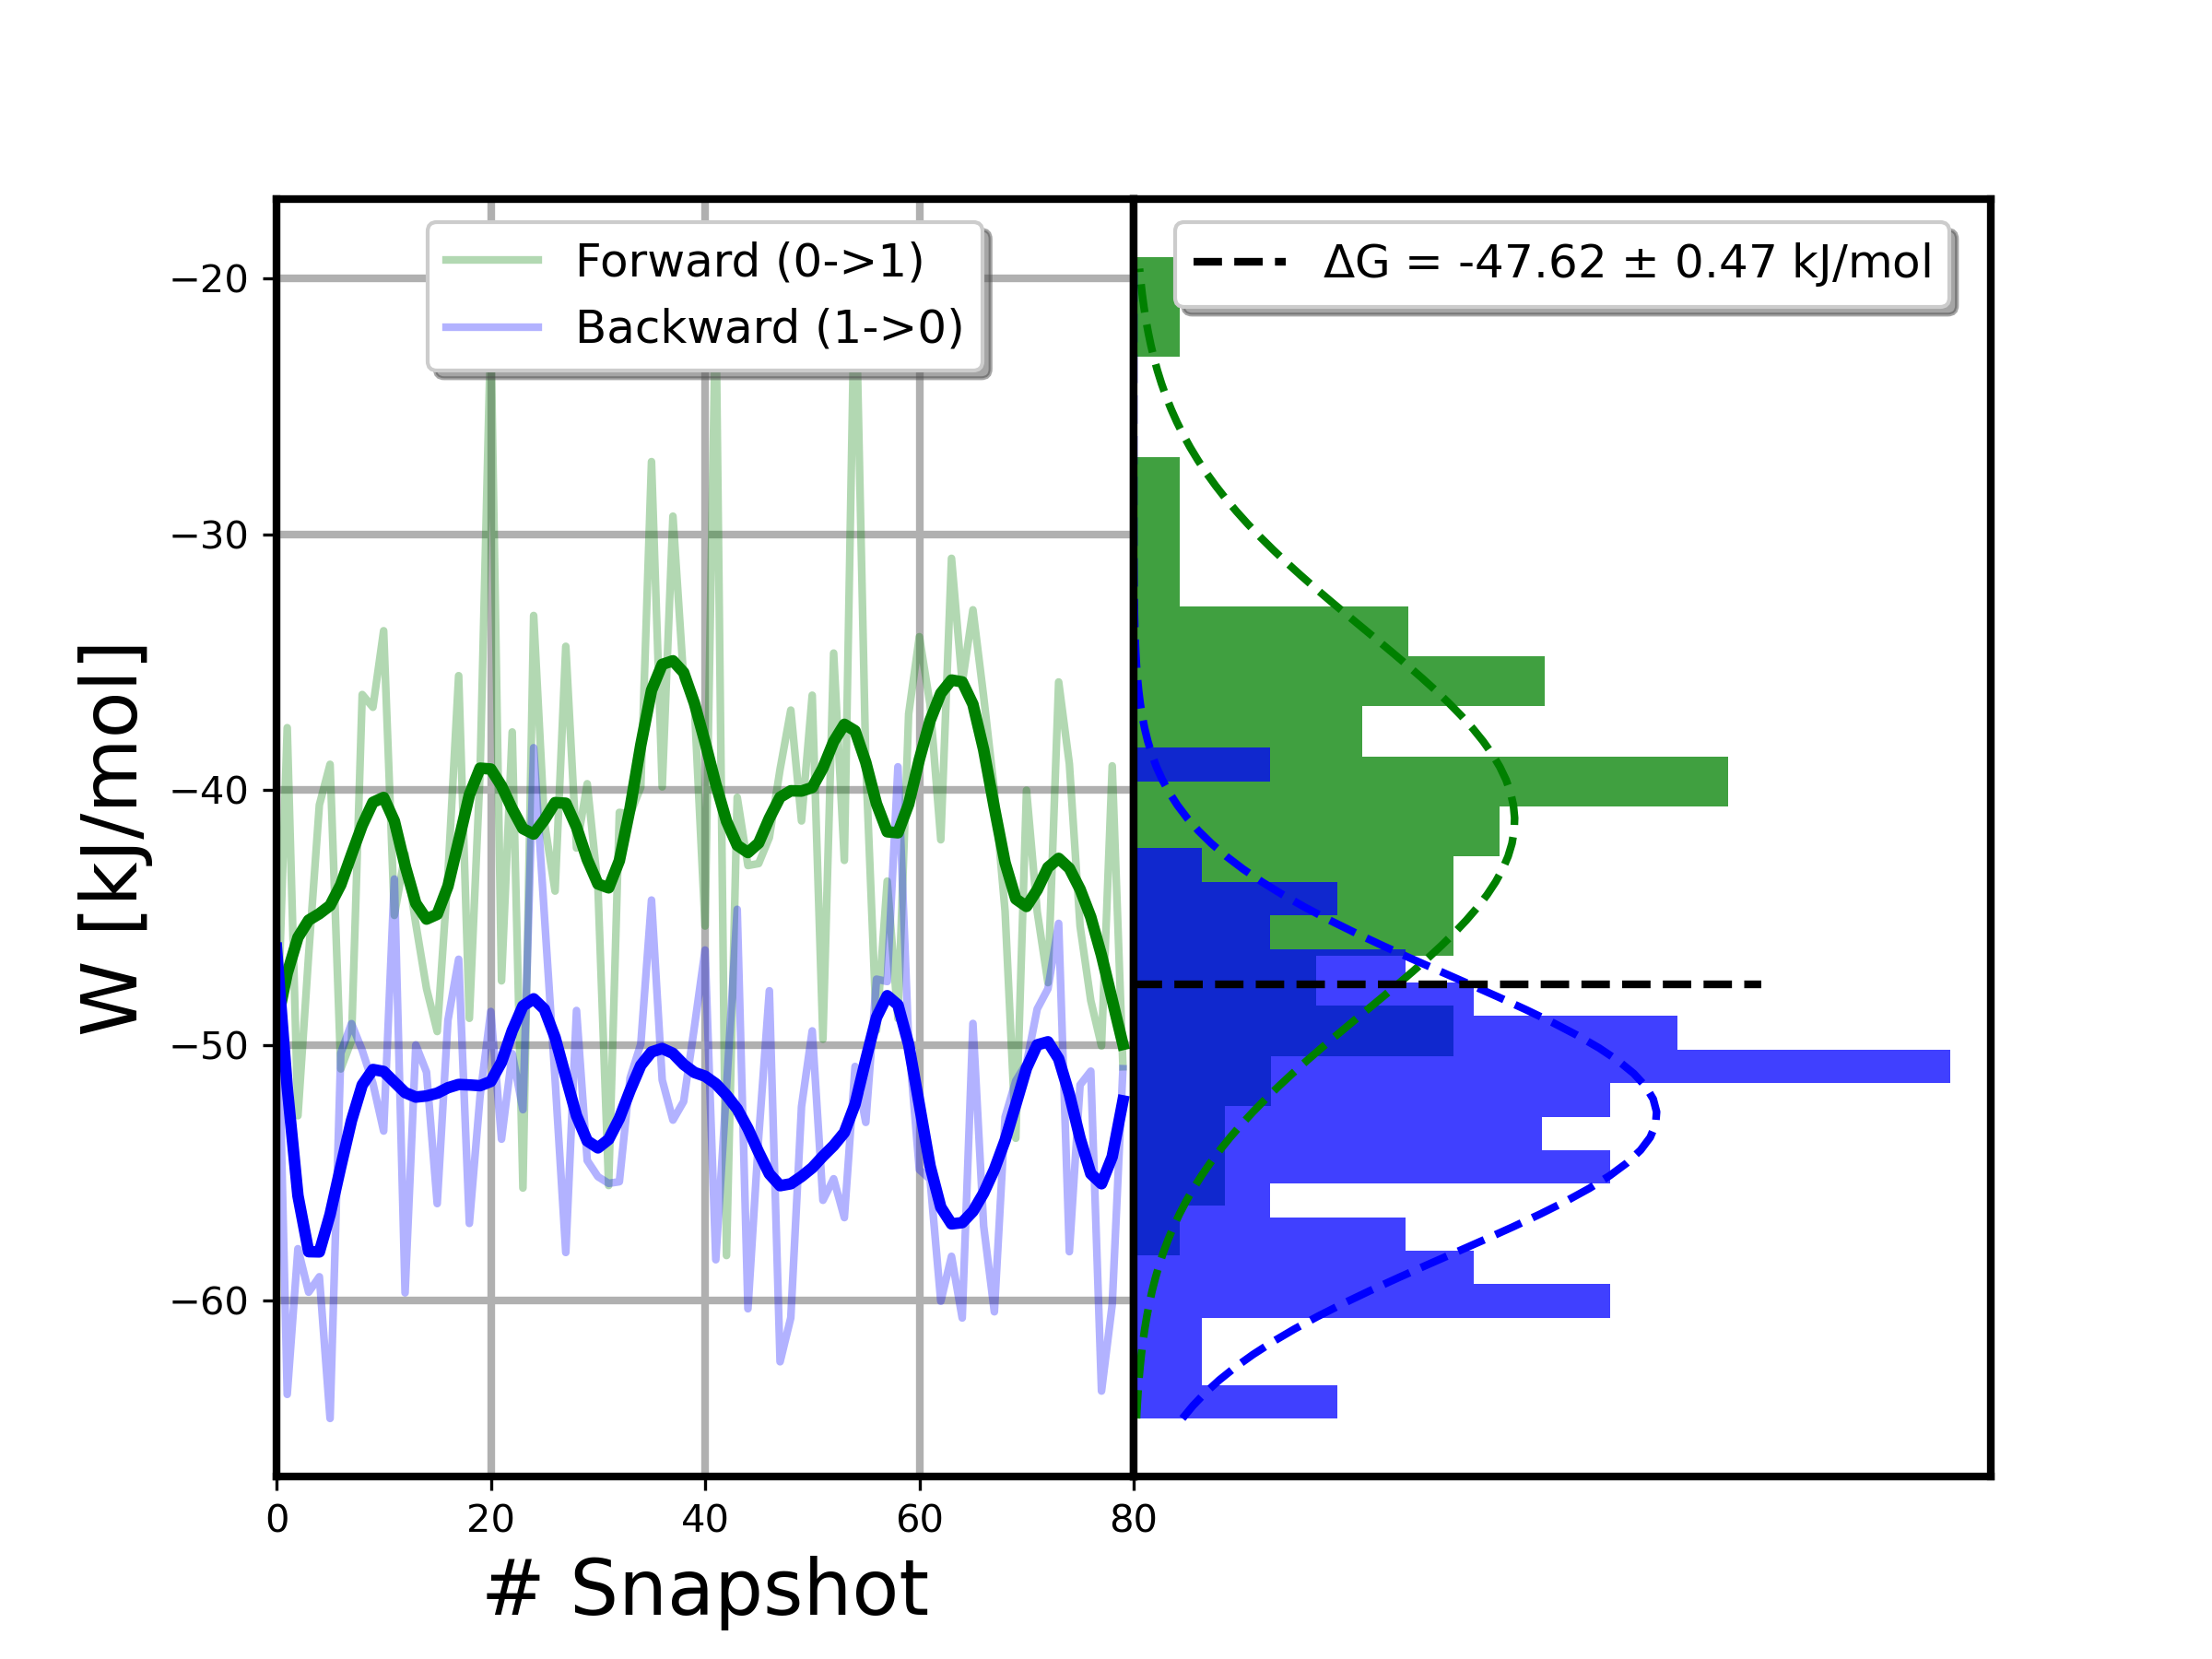 Forward (0->1)
Backward (1->0)
ΔG = -47.62 ± 0.47 kJ/mol
−20
−30
−40
−50
−60
W [kJ/mol]
0 20 40 60 80
# Snapshot